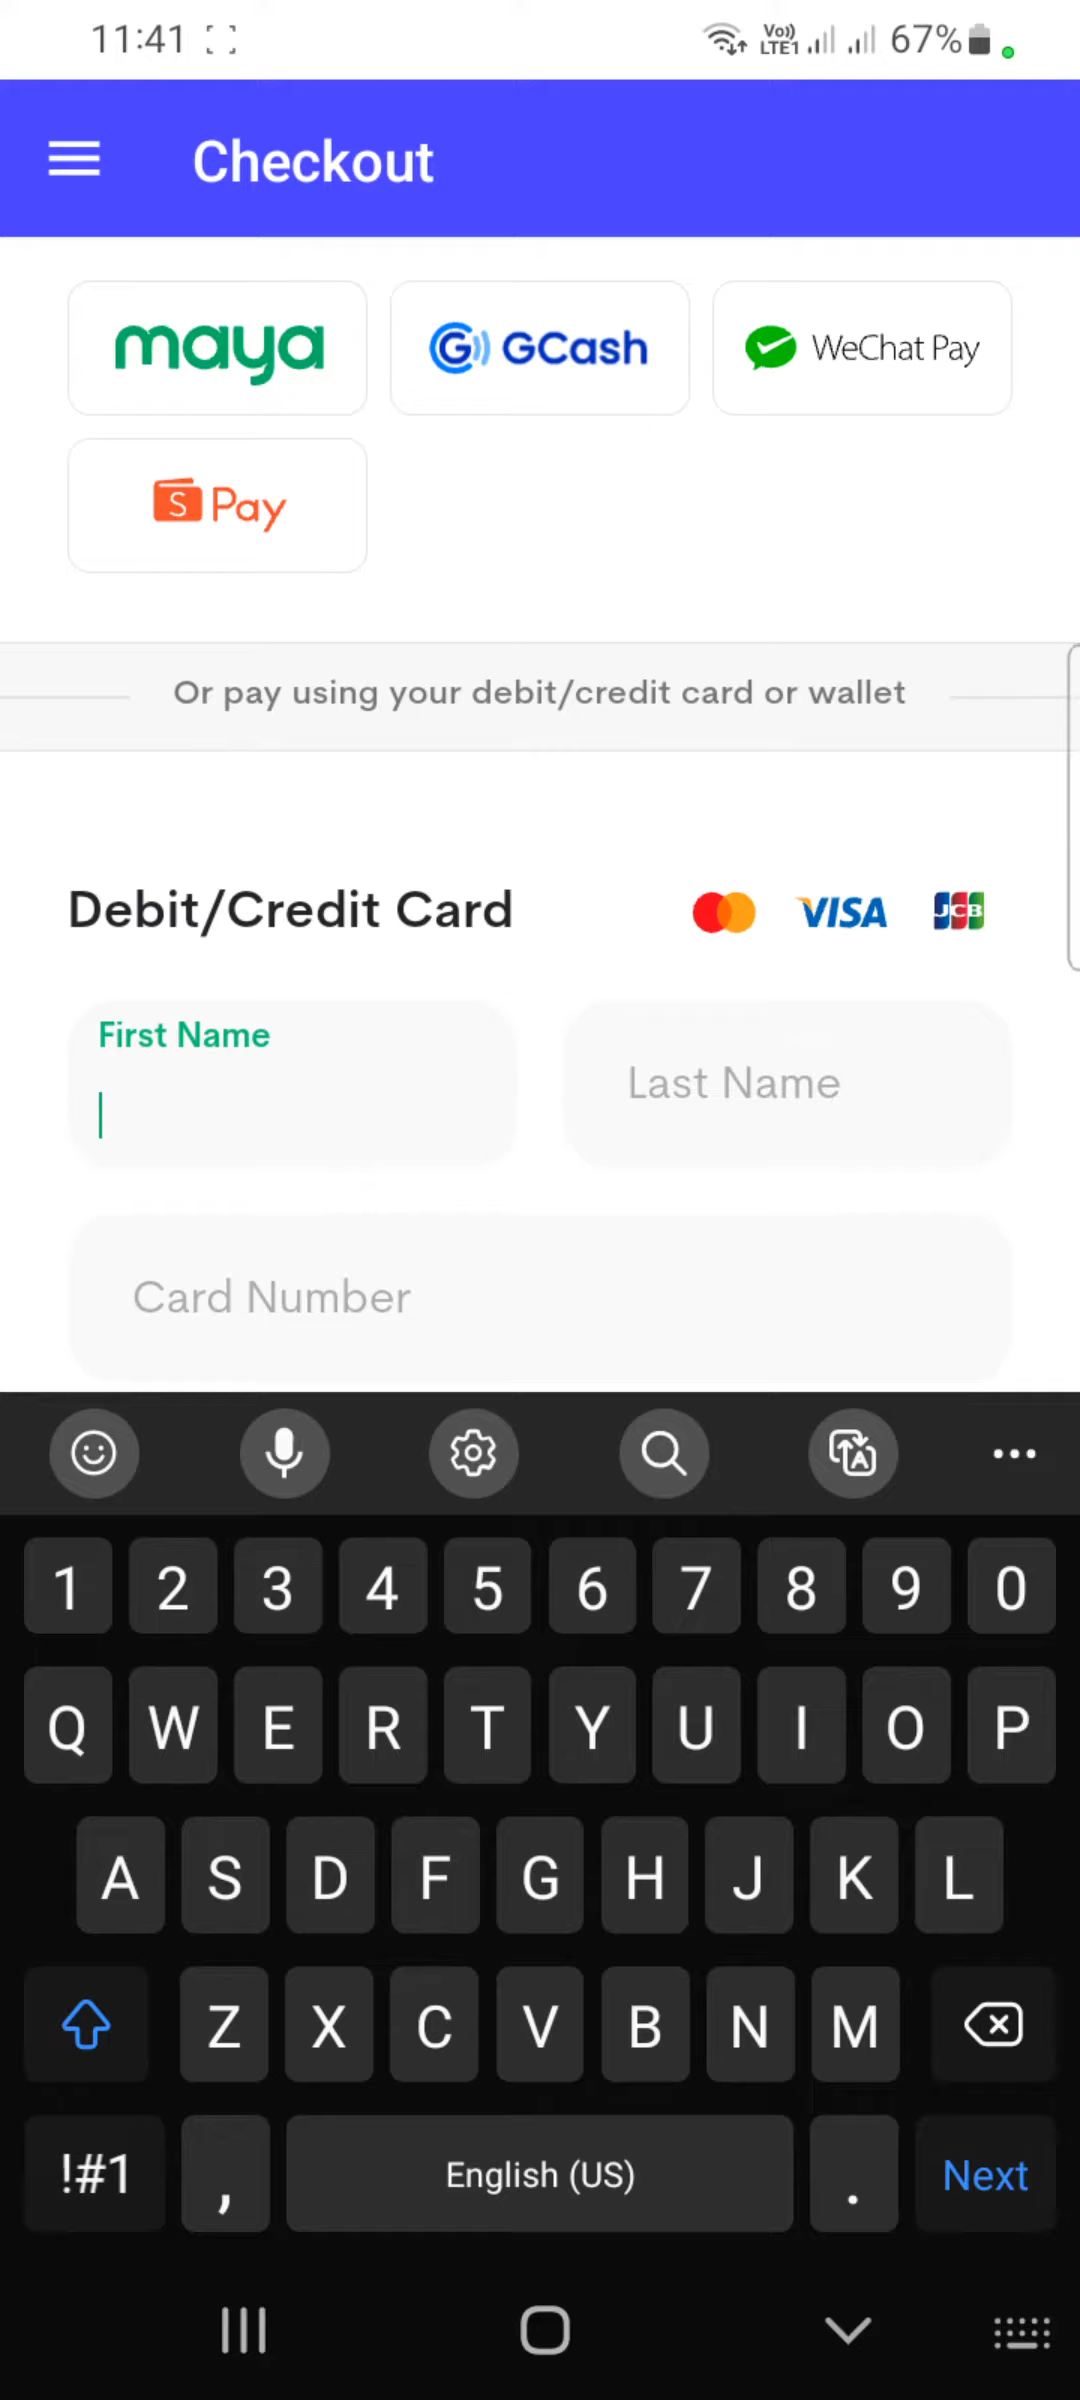 11:41
Vo)) LTE1 67%
Checkout
maya
GCash
WeChat Pay
S Pay
Or pay using your debit/credit card or wallet
Debit/Credit Card
VISA
JCB
First Name
Last Name
Card Number
A
1 2 3 4 5 6 7 8 9 0
Q W E R T Y U I O P
A S D F G H J K L
Z X C V B N M
!#1 , English (US) . Next